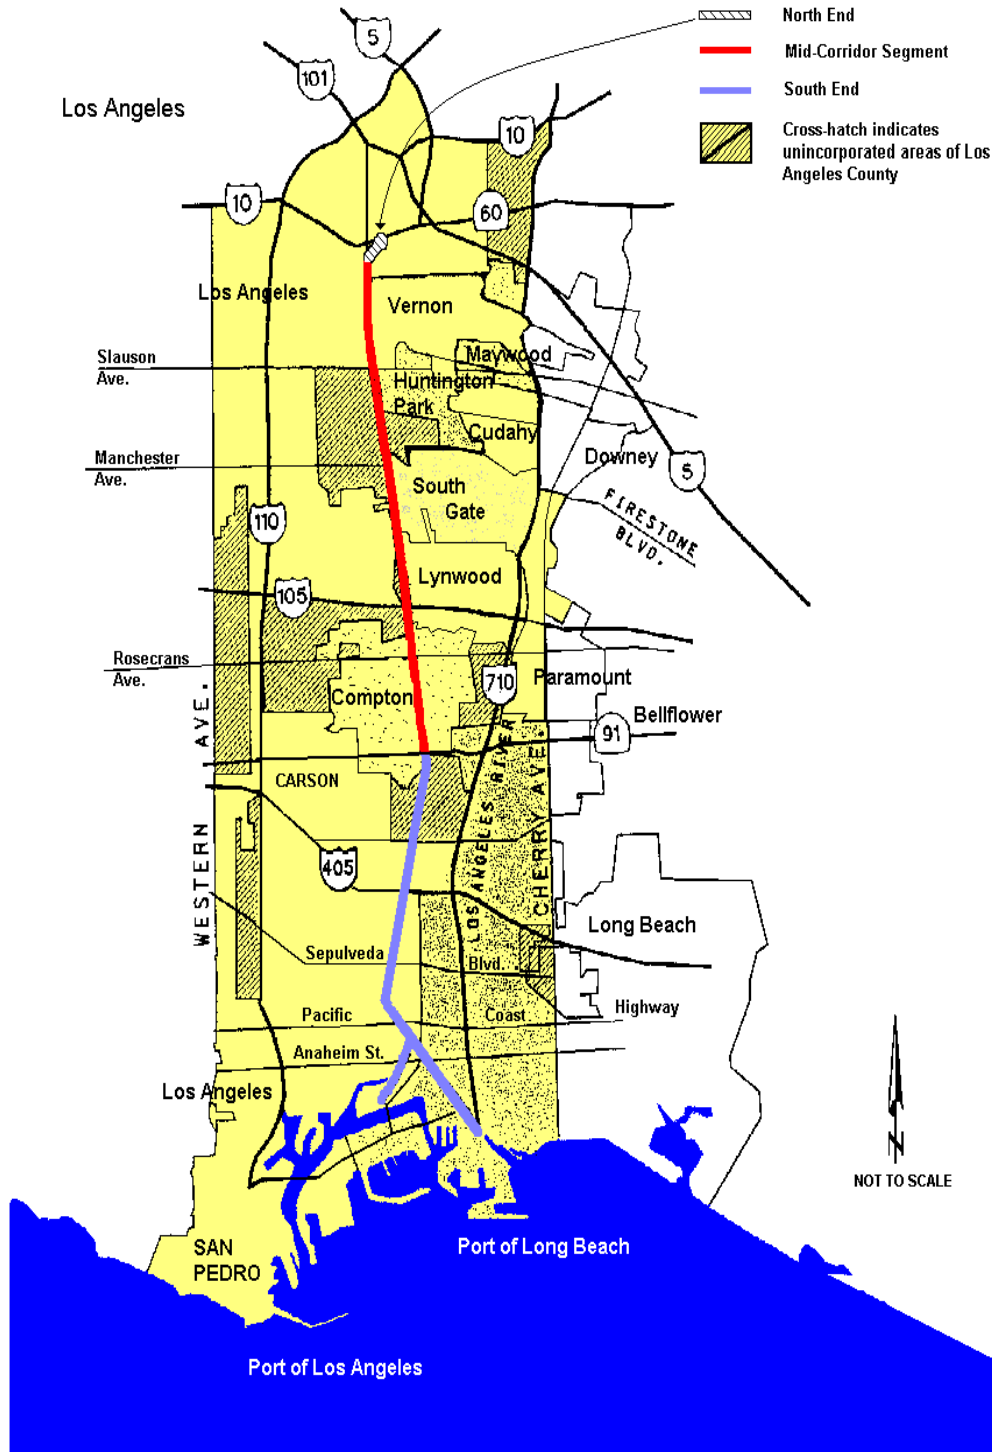 North End
5
Mid-Corridor Segment
101
South End
Los Angeles
Cross-hatch indicates
unincorporated areas of Los
Angeles County
10
10
60
Los Angeles
Vernon
Slauson
Ave.
Maywood
Huntington
Park
Cudahy
Manchester
Ave.
Downey
5
South
Gate
FIRESTONE
BLVD.
110
Lynwood
105
Rosecrans
Ave.
Compton
710
Paramount
Bellflower
91
WESTERN AVE.
CARSON
LOS ANGELES RIVER
CHERRY AVE.
405
Long Beach
Sepulveda
Blvd.
Pacific
Coast
Highway
Anaheim St.
Los Angeles
N
NOT TO SCALE
SAN
PEDRO
Port of Long Beach
Port of Los Angeles